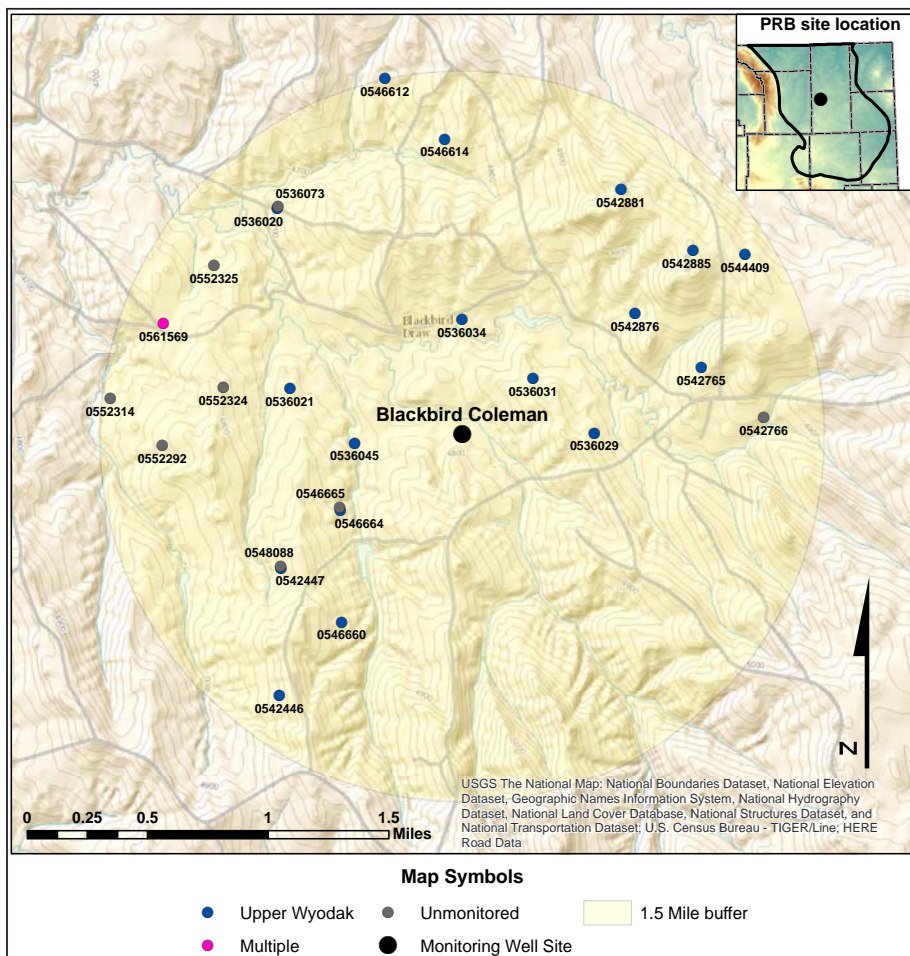 PRB site location
0546612
0546614
0542881
0536073
0536020
0542885
0544409
0552325
0561569
Blackbird
Draw
0536034
0542876
0542765
0536031
0552324
0536021
0552314
Blackbird Coleman
0542766
0552292
0536045
0536029
0546665
0546664
0548088
0542447
0546660
0542446
N
USGS The National Map: National Boundaries Dataset, National Elevation
Dataset, Geographic Names Information System, National Hydrography
Dataset, National Land Cover Database, National Structures Dataset, and
National Transportation Dataset; U.S. Census Bureau - TIGER/Line; HERE
Road Data
0 0.25 0.5 1 1.5
Miles
Map Symbols
Upper Wyodak Unmonitored 1.5 Mile buffer
Multiple Monitoring Well Site